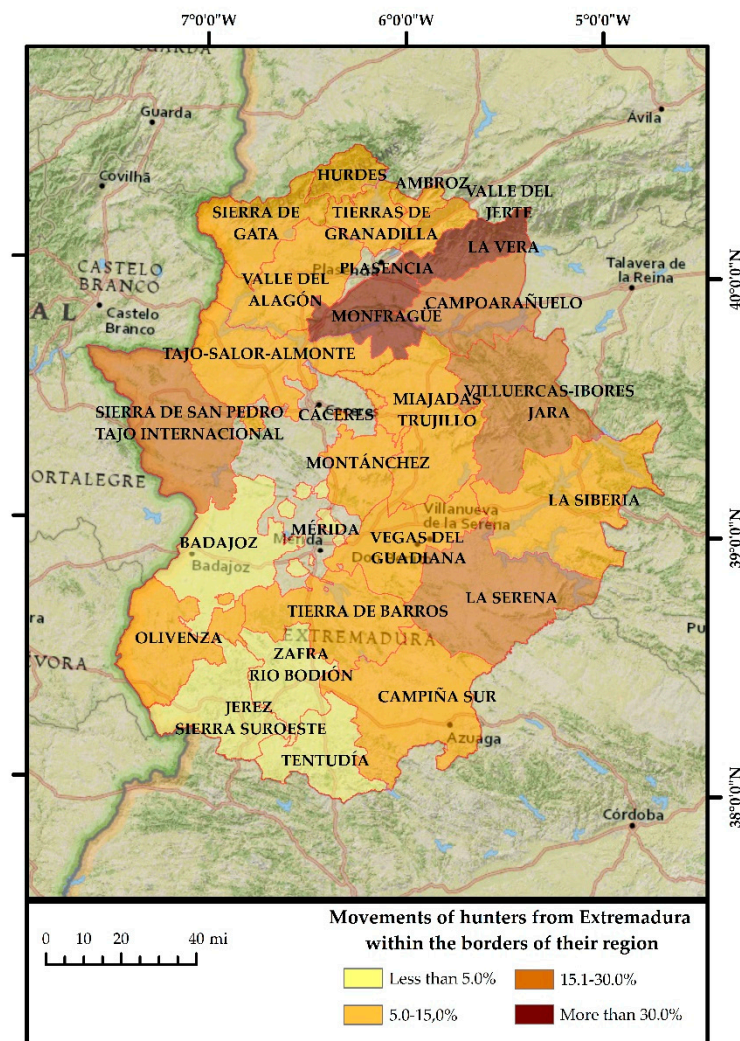 7°0'0"W 6°0'0"W 5°0'0"W
GUARDA
Guarda
Ávila
Covilhã
HURDES
AMBROZ
VALLE DEL
JERTE
SIERRA DE
GATA
TIERRAS DE
GRANADILLA
LA VERA
CASTELO
BRANCO
Castelo
Branco
PLASENCIA
Talavera de
la Reina
40°0'0"N
VALLE DEL
ALAGÓN
MONFRAGÜE
CAMPOARAÑUELO
AL
TAJO-SALOR-ALMONTE
SIERRA DE SAN PEDRO
TAJO INTERNACIONAL
CÁCERES
MIAJADAS
TRUJILLO
VILLUERCAS-IBORES
JARA
ORTALEGRE
MONTÁNCHEZ
LA SIBERIA
BADAJOZ
Badajoz
MÉRIDA
Mérida
Villanueva
de la Serena
VEGAS DEL
GUADIANA
39°0'0"N
LA SERENA
TIERRA DE BARROS
EXTREMADURA
OLIVENZA
ra
ÉVORA
Pu
ZAFRA
RIO BODIÓN
CAMPIÑA SUR
Azuaga
JEREZ
SIERRA SUROESTE
TENTUDÍA
38°0'0"N
Córdoba
Movements of hunters from Extremadura
within the borders of their region
0 10 20 40 mi
Less than 5.0% 15.1-30.0%
5.0-15,0% More than 30.0%